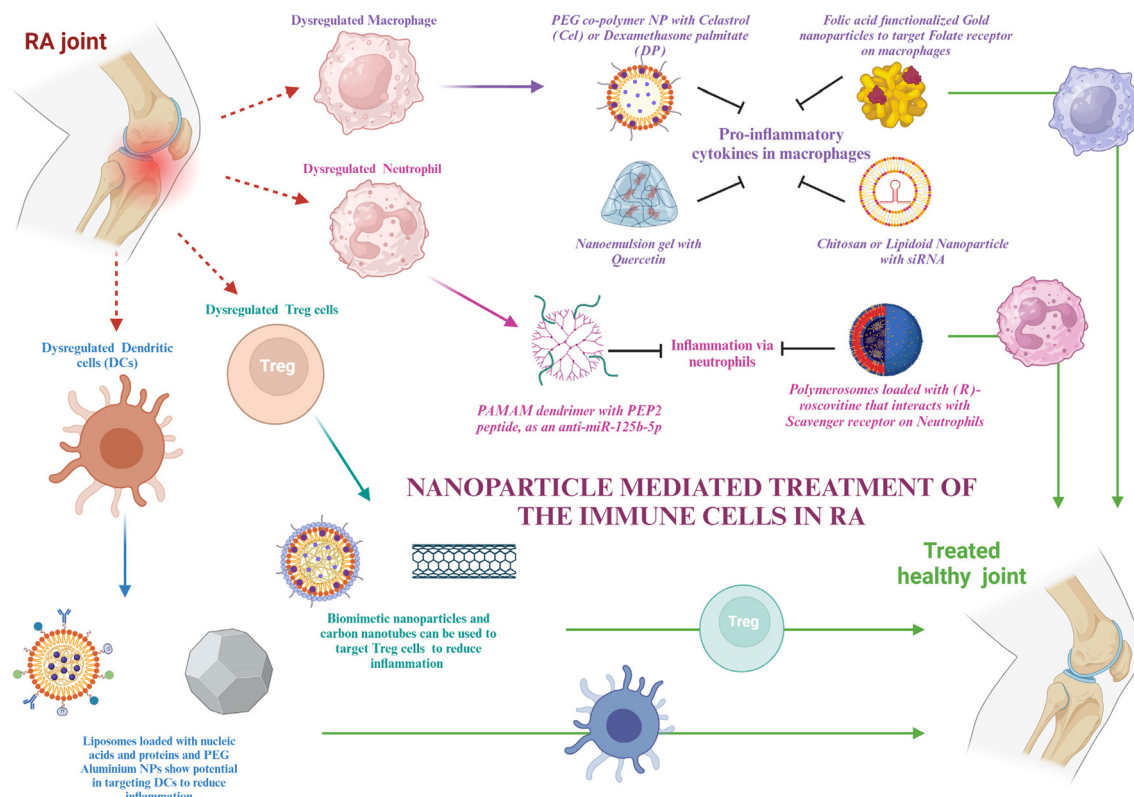 RA joint
Dysregulated Macrophage
PEG co-polymer NP with Celastrol
(Cel) or Dexamethasone palmitate
(DP)
Folic acid functionalized Gold
nanoparticles to target Folate receptor
on macrophages
Pro-inflammatory
cytokines in macrophages
Dysregulated Neutrophil
Nanoemulsion gel with
Quercetin
Chitosan or Lipidoid Nanoparticle
with siRNA
Dysregulated Treg cells
Treg
Dysregulated Dendritic
cells (DCs)
Inflammation via
neutrophils
PAMAM dendrimer with PEP2
peptide, as an anti-miR-125b-5p
Polymerosomes loaded with (R)-
roscovitine that interacts with
Scavenger receptor on Neutrophils
NANOPARTICLE MEDIATED TREATMENT OF
THE IMMUNE CELLS IN RA
Treated
healthy joint
Biomimetic nanoparticles and
carbon nanotubes can be used to
target Treg cells to reduce
inflammation
Treg
Liposomes loaded with nucleic
acids and proteins and PEG
Aluminium NPs show potential
in targeting DCs to reduce
inflammation